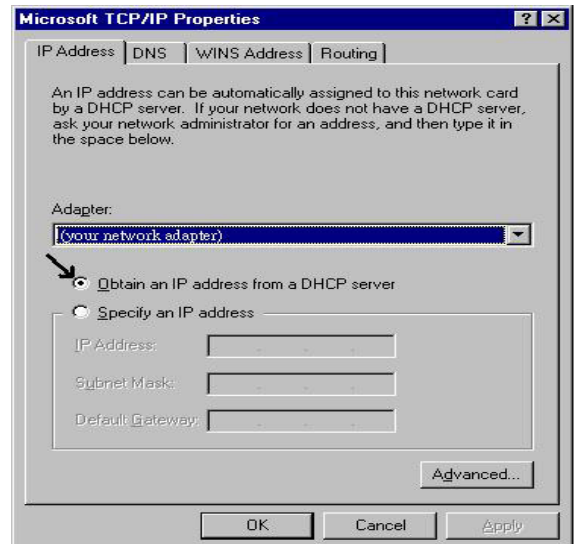 Microsoft TCP/IP Properties
IP Address DNS WINS Address Routing
An IP address can be automatically assigned to this network card
by a DHCP server. If your network does not have a DHCP server,
ask your network administrator for an address, and then type it in
the space below.
Adapter:
(your network adapter)
Obtain an IP address from a DHCP server
Specify an IP address
IP Address:
Subnet Mask:
Default Gateway:
Advanced...
OK Cancel Apply